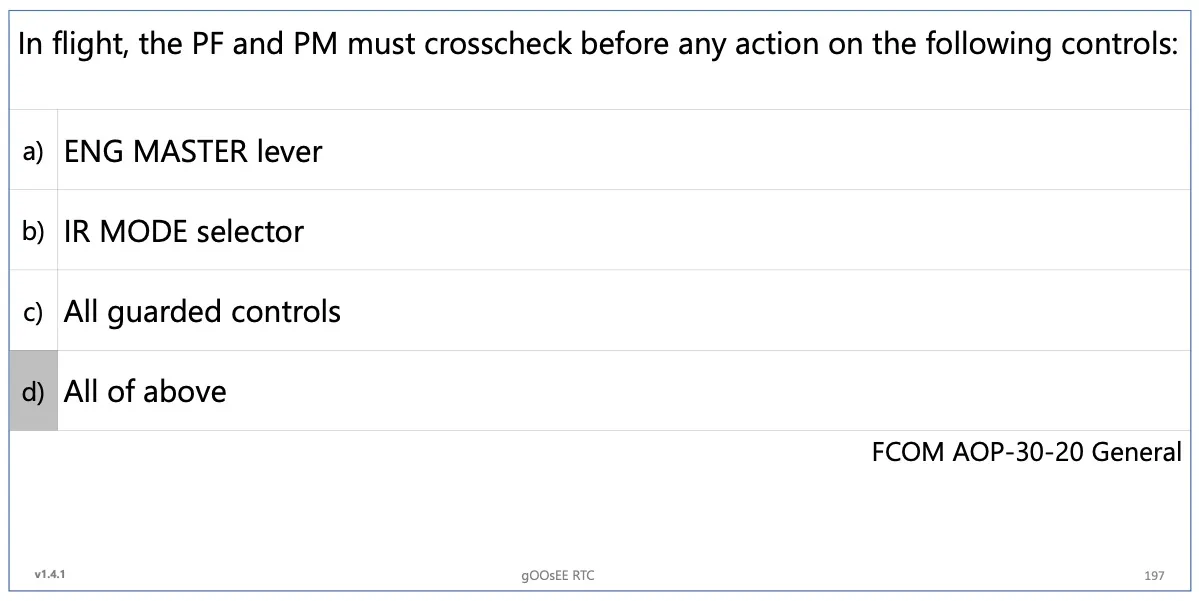 In flight, the PF and PM must crosscheck before any action on the following controls:
a) ENG MASTER lever
b) IR MODE selector
c) All guarded controls
d) All of above
FCOM AOP-30-20 General
v1.4.1 gOOsEE RTC 197